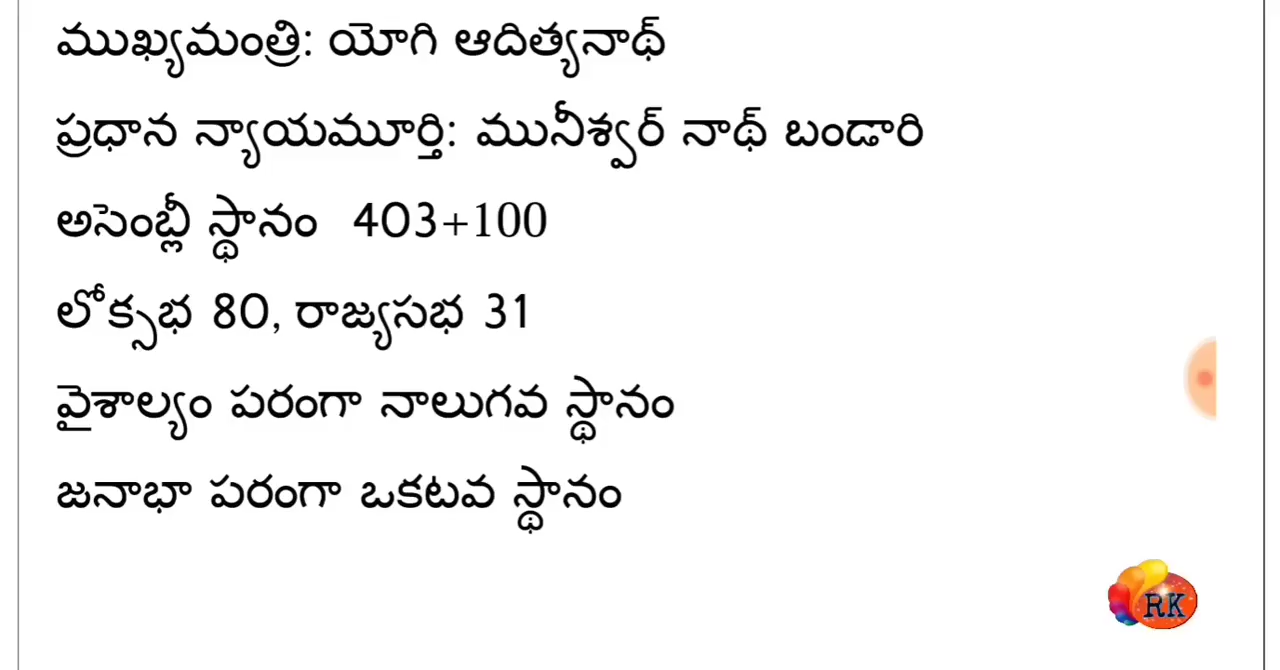 ముఖ్యమంత్రి: యోగి ఆదిత్యనాథ్
ప్రధాన న్యాయమూర్తి: మునీశ్వర్ నాథ్ బండారి
అసెంబ్లీ స్థానం 403+100
లోక్సభ 80, రాజ్యసభ 31
వైశాల్యం పరంగా నాలుగవ స్థానం
జనాభా పరంగా ఒకటవ స్థానం
RK